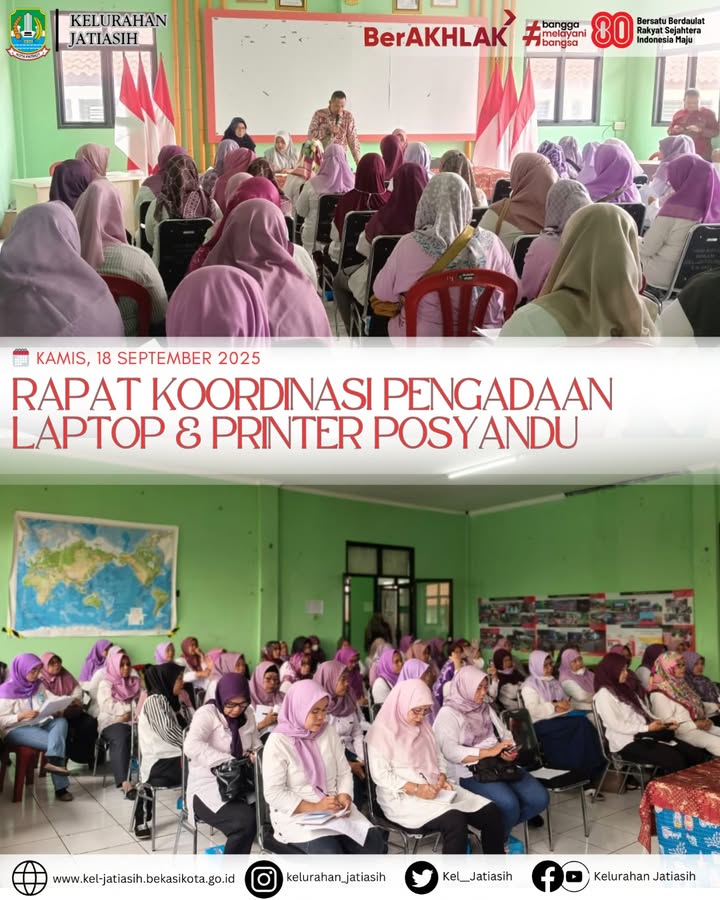 KELURAHAN
JATIASIH
BerAKHLAK
#bangga
melayani
bangsa
80
Bersatu Berdaulat
Rakyat Sejahtera
Indonesia Maju
KAMIS, 18 SEPTEMBER 2025
RAPAT KOORDINASI PENGADAAN
LAPTOP & PRINTER POSYANDU
www.kel-jatiasih.bekasikota.go.id
kelurahan_jatiasih
Kel__Jatiasih
Kelurahan Jatiasih